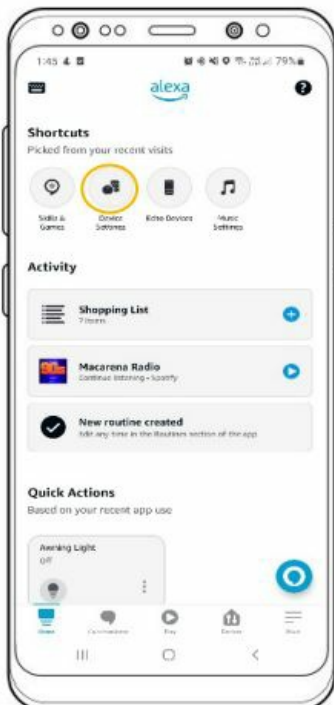 1:45
79%
alexa
Shortcuts
Picked from your recent visits
Skills & Games
Device Settings
Echo Devices
Music Settings
Activity
Shopping List
7 items
90s
Macarena Radio
Continue listening • Spotify
New routine created
Edit any time in the Routines section of the app
Quick Actions
Based on your recent app use
Awning Light
Off
Home
Play
Devices
More